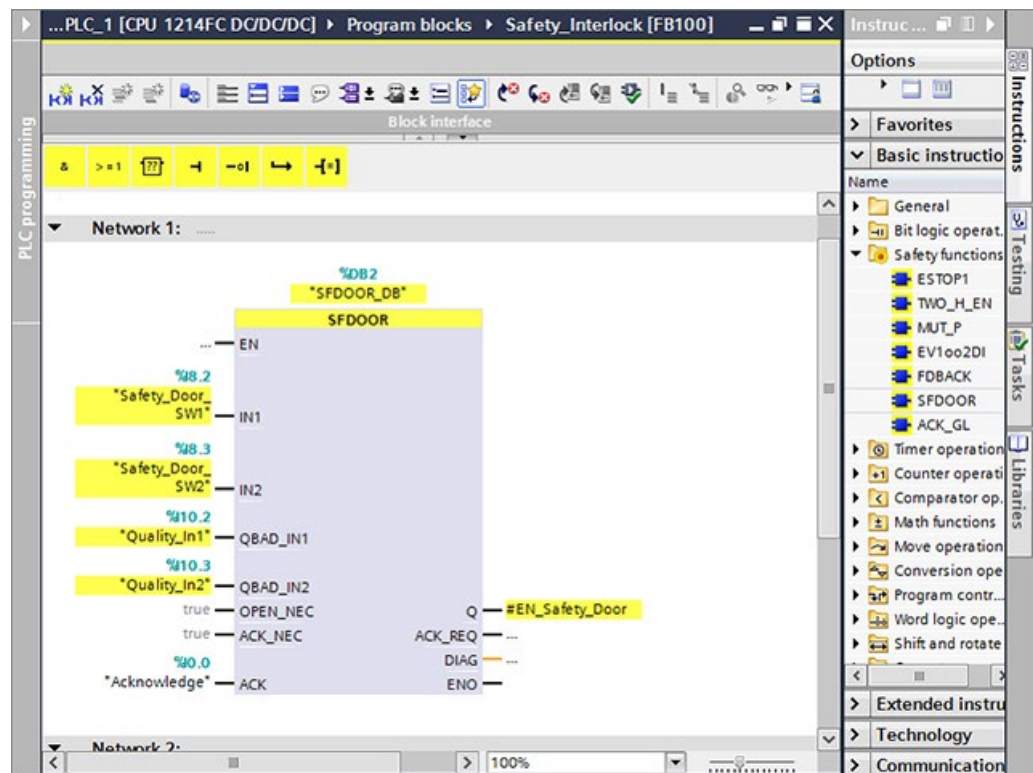 ...PLC_1 [CPU 1214FC DC/DC/DC] ▸ Program blocks ▸ Safety_Interlock [FB100]
Instruc...
Options
Block interface
PLC programming
Favorites
Basic instructio
Name
& >=1 ??
General
Bit logic operat.
Safety functions
ESTOP1
TWO_H_EN
MUT_P
EV1oo2DI
FDBACK
SFDOOR
ACK_GL
Timer operation
Counter operati
Comparator op.
Math functions
Move operation
Conversion ope
Program contr...
Word logic ope..
Shift and rotate
Extended instru
Technology
Communication
Instructions
Testing
Tasks
Libraries
Network 1: .....
%DB2
"SFDOOR_DB"
SFDOOR
... EN
%I8.2
"Safety_Door_
SW1" IN1
%I8.3
"Safety_Door_
SW2" IN2
%I10.2
"Quality_In1" QBAD_IN1
%I10.3
"Quality_In2" QBAD_IN2
true OPEN_NEC Q #EN_Safety_Door
true ACK_NEC ACK_REQ ...
DIAG ...
%I0.0
"Acknowledge" ACK ENO
Network 2:
100%